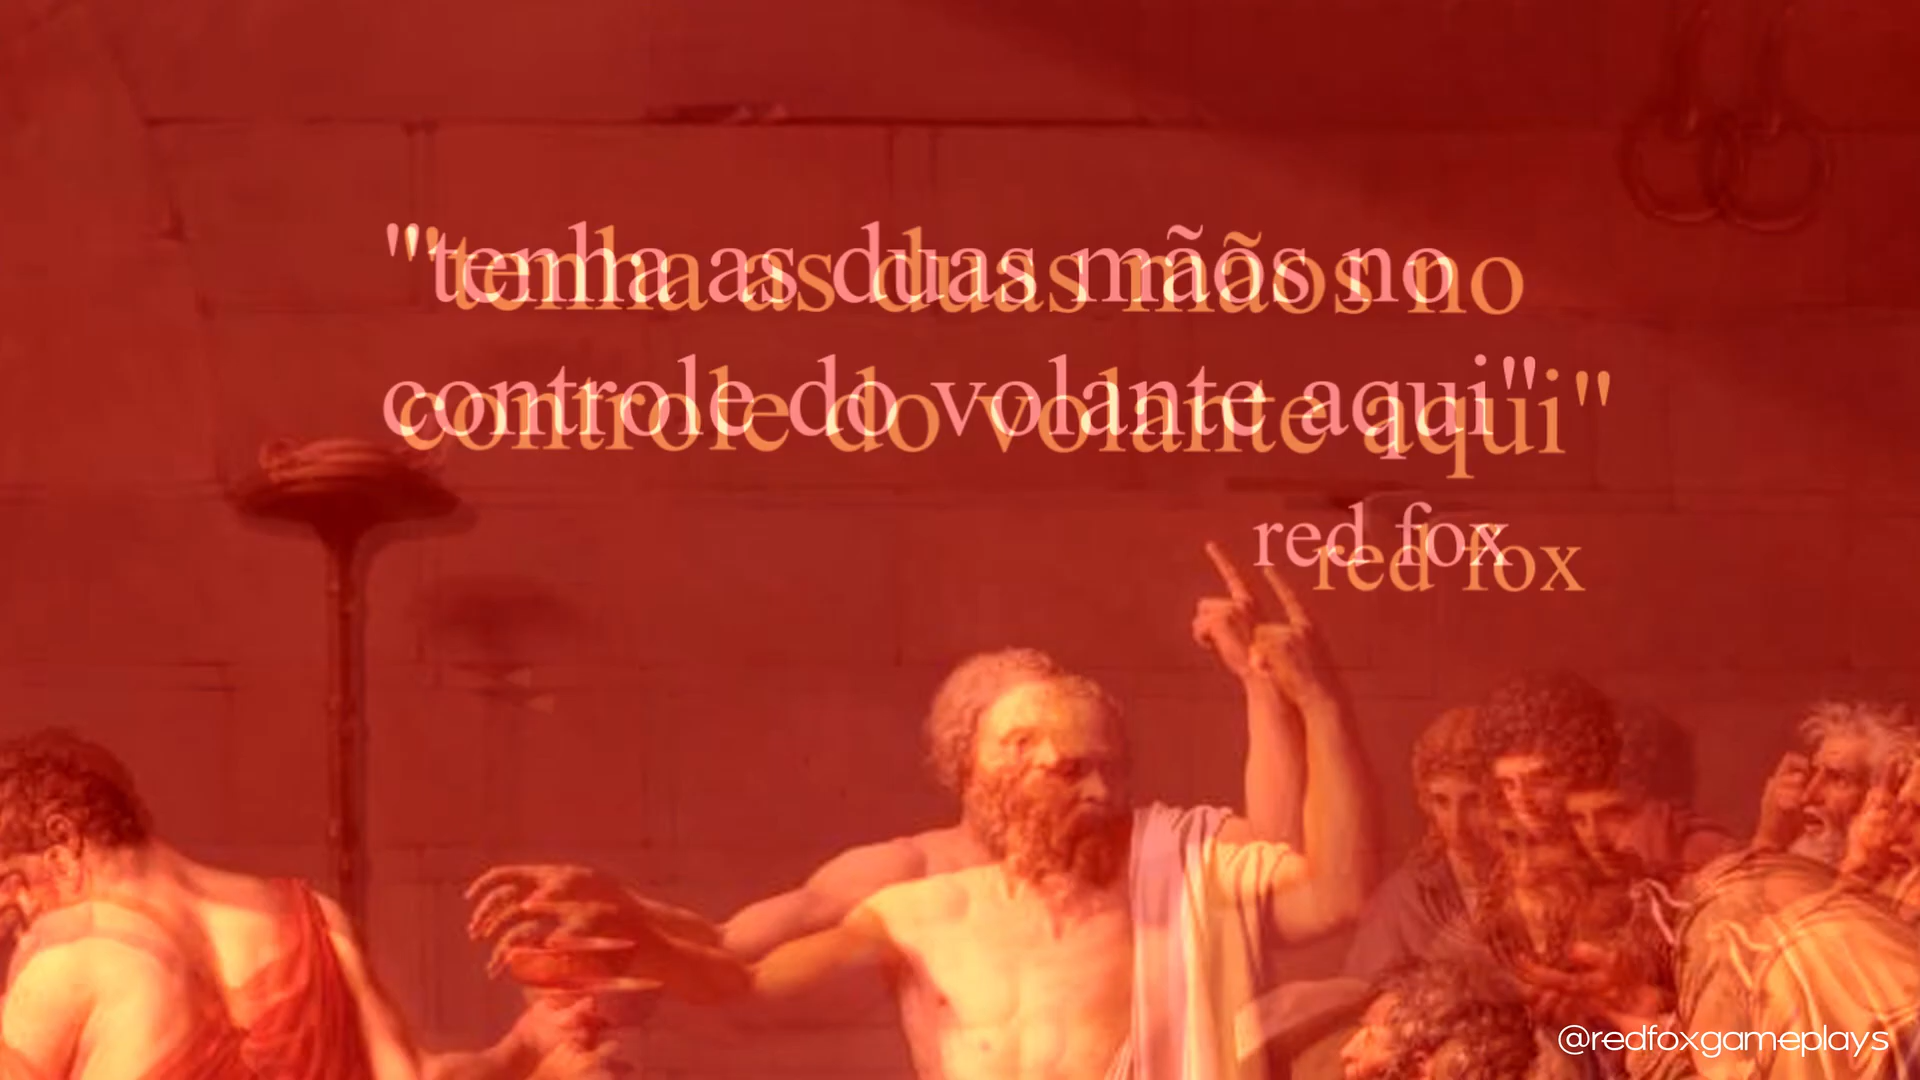 "tenha as duas mãos no
controle do volante aqui"
red fox
@redfoxgameplays